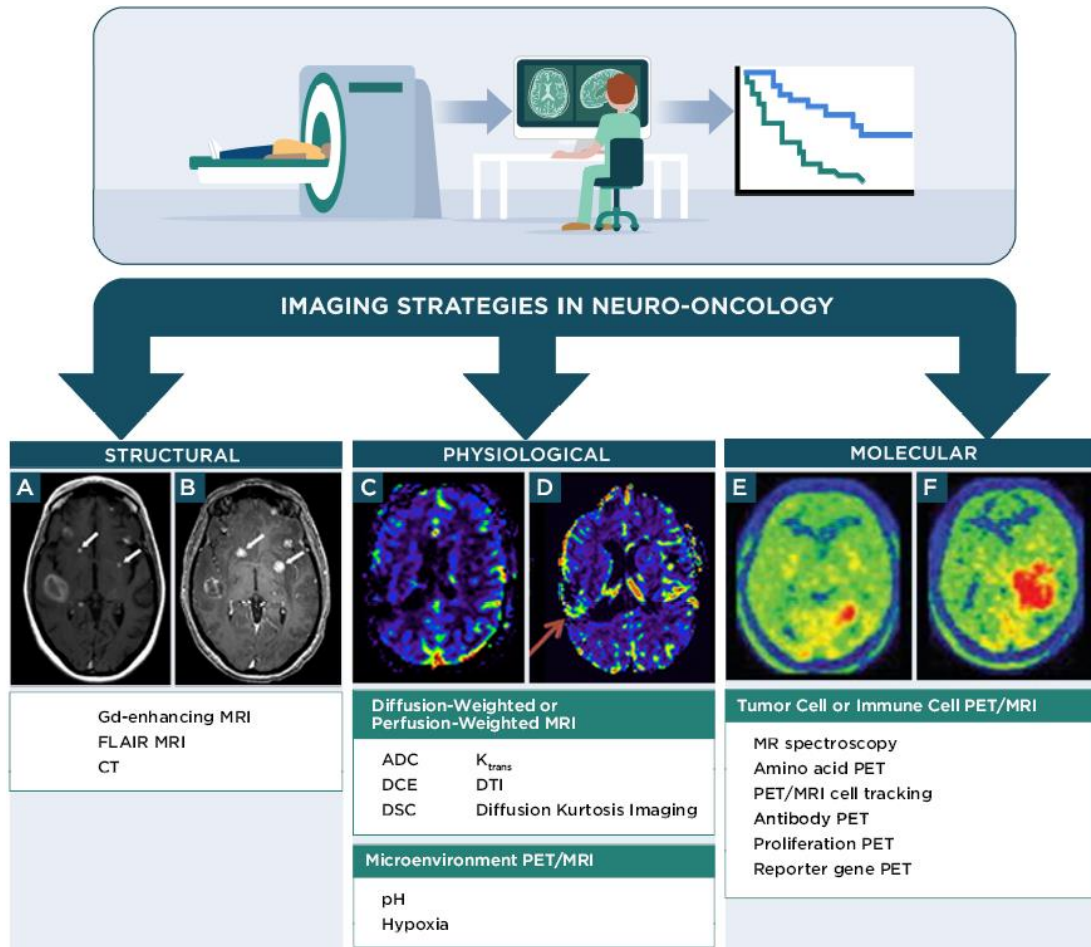 IMAGING STRATEGIES IN NEURO-ONCOLOGY
STRUCTURAL
A
B
Gd-enhancing MRI
FLAIR MRI
CT
PHYSIOLOGICAL
C
D
Diffusion-Weighted or
Perfusion-Weighted MRI
ADC
DCE
DSC
Ktrans
DTI
Diffusion Kurtosis Imaging
Microenvironment PET/MRI
pH
Hypoxia
MOLECULAR
E
F
Tumor Cell or Immune Cell PET/MRI
MR spectroscopy
Amino acid PET
PET/MRI cell tracking
Antibody PET
Proliferation PET
Reporter gene PET